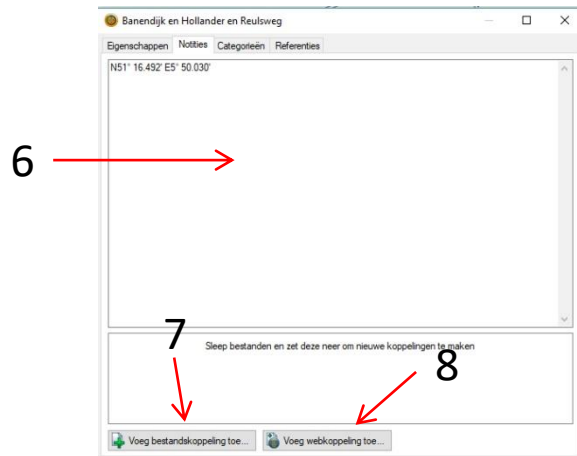 Banendijk en Hollander en Reulsweg
Eigenschappen Notities Categorieën Referenties
N51° 16.492' E5° 50.030'
6
7
Sleep bestanden en zet deze neer om nieuwe koppelingen te maken
8
Voeg bestandskoppeling toe... Voeg webkoppeling toe...